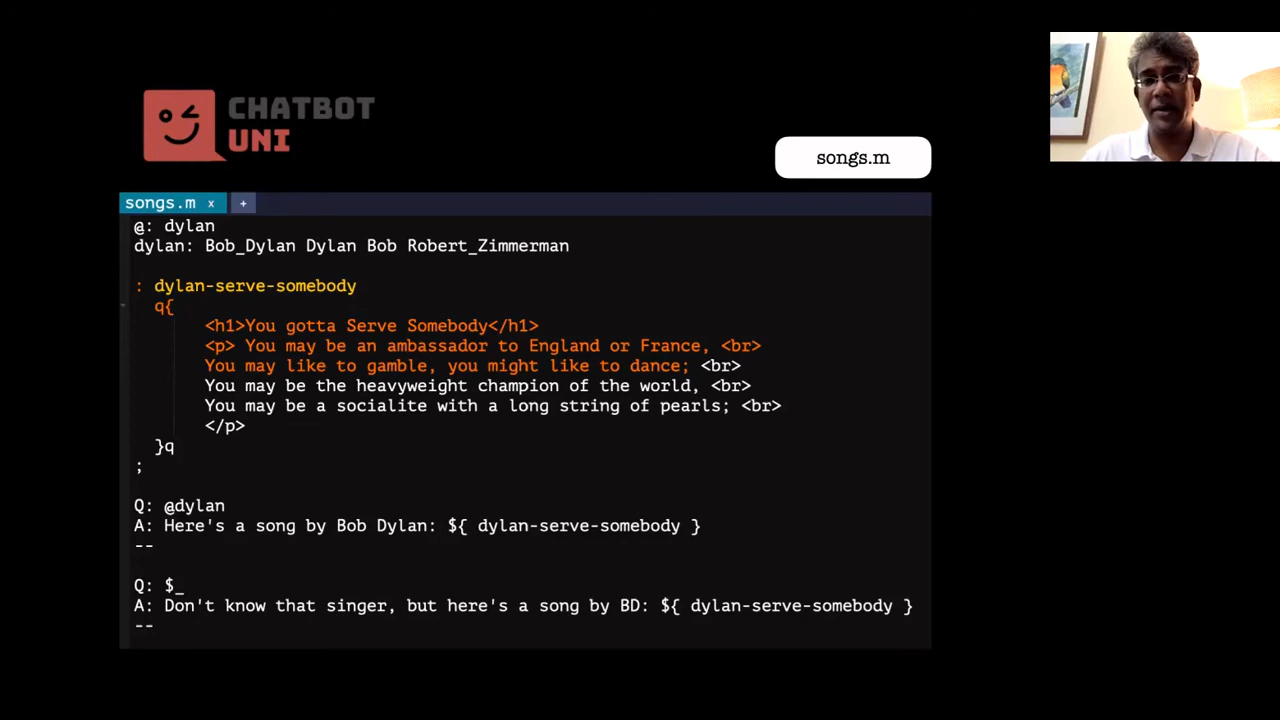 CHATBOT
UNI
songs.m
songs.m x +
@: dylan
dylan: Bob_Dylan Dylan Bob Robert_Zimmerman
: dylan-serve-somebody
q{
<h1>You gotta Serve Somebody</h1>
<p> You may be an ambassador to England or France, <br>
You may like to gamble, you might like to dance; <br>
You may be the heavyweight champion of the world, <br>
You may be a socialite with a long string of pearls; <br>
</p>
}q
;
Q: @dylan
A: Here's a song by Bob Dylan: ${ dylan-serve-somebody }
--
Q: $_
A: Don't know that singer, but here's a song by BD: ${ dylan-serve-somebody }
--